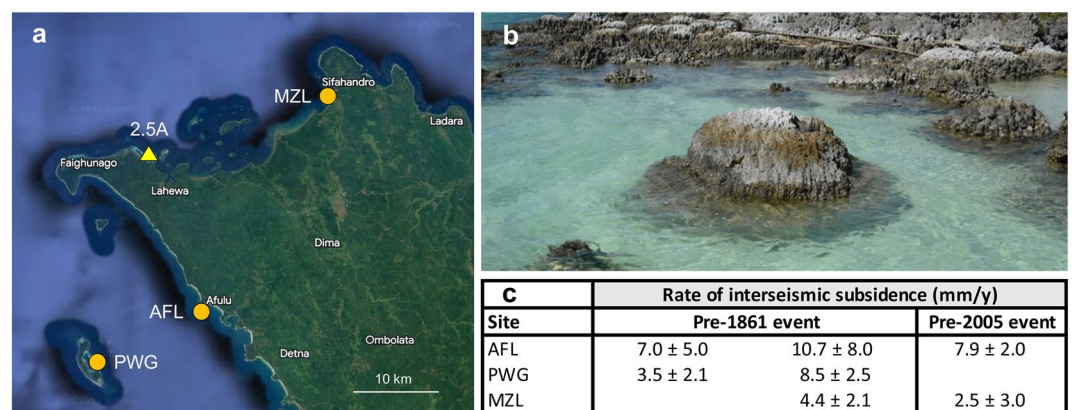 a
MZL
Sifahandro
Ladara
2.5A
Faighunago
Lahewa
Dima
AFL
Afulu
PWG
Detna
Ombolata
10 km
b
c Rate of interseismic subsidence (mm/y)
Site Pre-1861 event Pre-2005 event
AFL 7.0 ± 5.0 10.7 ± 8.0 7.9 ± 2.0
PWG 3.5 ± 2.1 8.5 ± 2.5
MZL 4.4 ± 2.1 2.5 ± 3.0